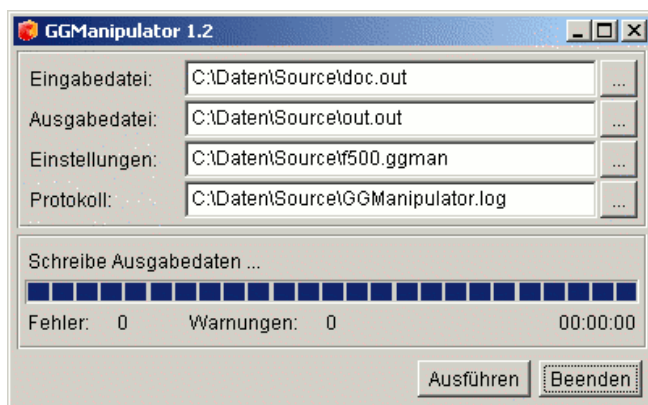 GGManipulator 1.2
Eingabedatei: C:\Daten\Source\doc.out ...
Ausgabedatei: C:\Daten\Source\out.out ...
Einstellungen: C:\Daten\Source\f500.ggman ...
Protokoll: C:\Daten\Source\GGManipulator.log ...
Schreibe Ausgabedaten ...
Fehler: 0 Warnungen: 0 00:00:00
Ausführen Beenden